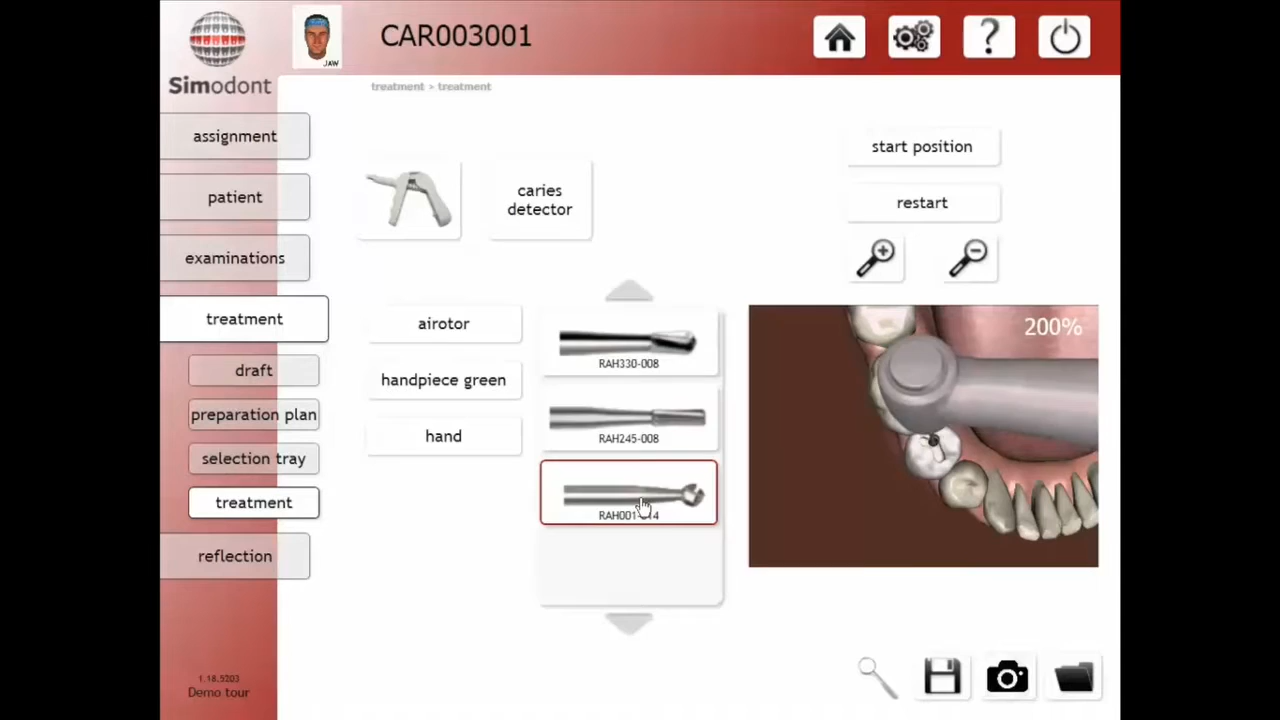 Simodont
JAW
CAR003001
treatment > treatment
assignment
patient
examinations
treatment
draft
preparation plan
selection tray
treatment
reflection
1.18.5203
Demo tour
caries
detector
start position
restart
airotor
handpiece green
hand
RAH330-008
RAH245-008
200%